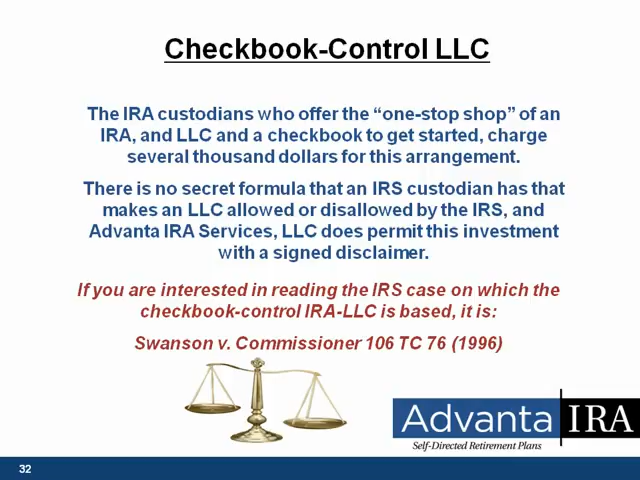 Checkbook-Control LLC
The IRA custodians who offer the “one-stop shop” of an
IRA, and LLC and a checkbook to get started, charge
several thousand dollars for this arrangement.
There is no secret formula that an IRS custodian has that
makes an LLC allowed or disallowed by the IRS, and
Advanta IRA Services, LLC does permit this investment
with a signed disclaimer.
If you are interested in reading the IRS case on which the
checkbook-control IRA-LLC is based, it is:
Swanson v. Commissioner 106 TC 76 (1996)
Advanta IRA
Self-Directed Retirement Plans
32